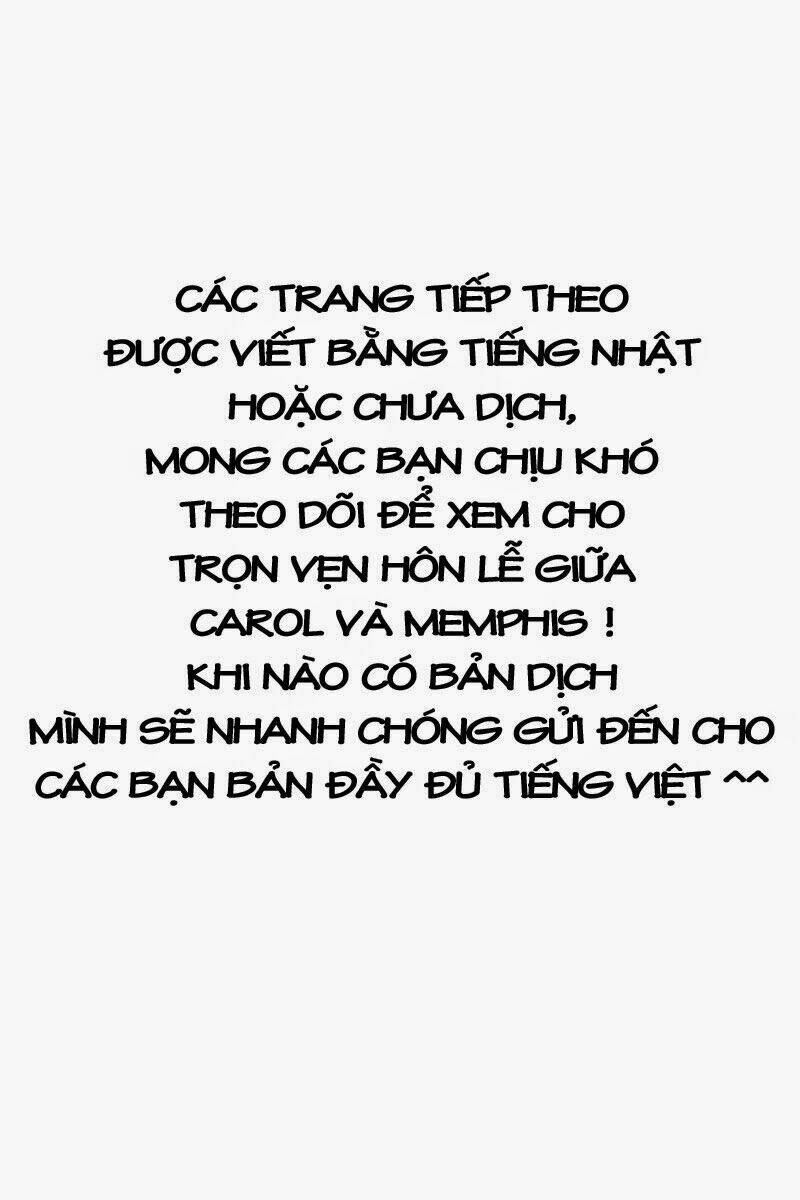 CÁC TRANG TIẾP THEO
ĐƯỢC VIẾT BẰNG TIẾNG NHẬT
HOẶC CHƯA DỊCH,
MONG CÁC BẠN CHỊU KHÓ
THEO DÕI ĐỂ XEM CHO
TRỌN VẸN HÔN LỄ GIỮA
CAROL VÀ MEMPHIS !
KHI NÀO CÓ BẢN DỊCH
MÌNH SẼ NHANH CHÓNG GỬI ĐẾN CHO
CÁC BẠN BẢN ĐẦY ĐỦ TIẾNG VIỆT ^^